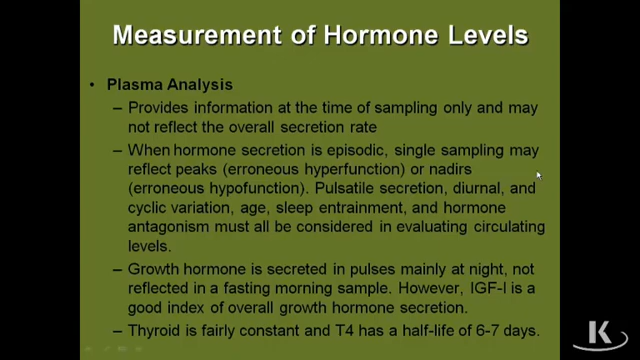 Measurement of Hormone Levels
• Plasma Analysis
– Provides information at the time of sampling only and may
not reflect the overall secretion rate
– When hormone secretion is episodic, single sampling may
reflect peaks (erroneous hyperfunction) or nadirs
(erroneous hypofunction). Pulsatile secretion, diurnal, and
cyclic variation, age, sleep entrainment, and hormone
antagonism must all be considered in evaluating circulating
levels.
– Growth hormone is secreted in pulses mainly at night, not
reflected in a fasting morning sample. However, IGF-I is a
good index of overall growth hormone secretion.
– Thyroid is fairly constant and T4 has a half-life of 6-7 days.
K